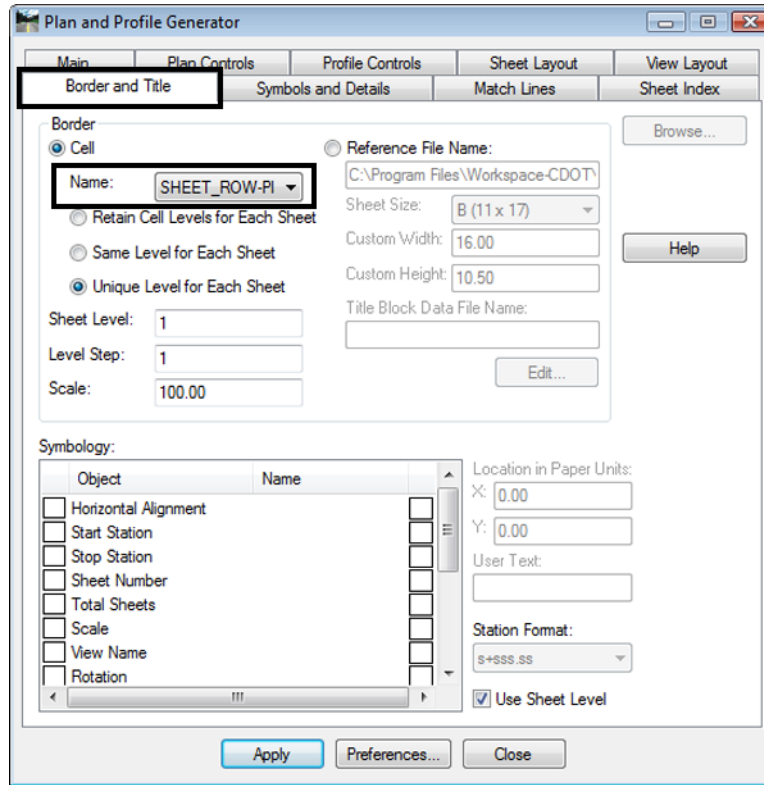 Plan and Profile Generator
Main Plan Controls Profile Controls Sheet Layout View Layout
Border and Title Symbols and Details Match Lines Sheet Index
Border
Cell
Reference File Name:
Browse...
Name: SHEET_ROW-Pl
C:\Program Files\Workspace-CDOT\
Retain Cell Levels for Each Sheet
Sheet Size: B (11 x 17)
Same Level for Each Sheet
Custom Width: 16.00
Help
Unique Level for Each Sheet
Custom Height: 10.50
Sheet Level: 1
Title Block Data File Name:
Level Step: 1
Edit...
Scale: 100.00
Symbology:
Object Name
Location in Paper Units:
X: 0.00
Horizontal Alignment
Start Station
Y: 0.00
Stop Station
User Text:
Sheet Number
Total Sheets
Scale
Station Format:
View Name
s+sss.ss
Rotation
Use Sheet Level
Apply Preferences... Close